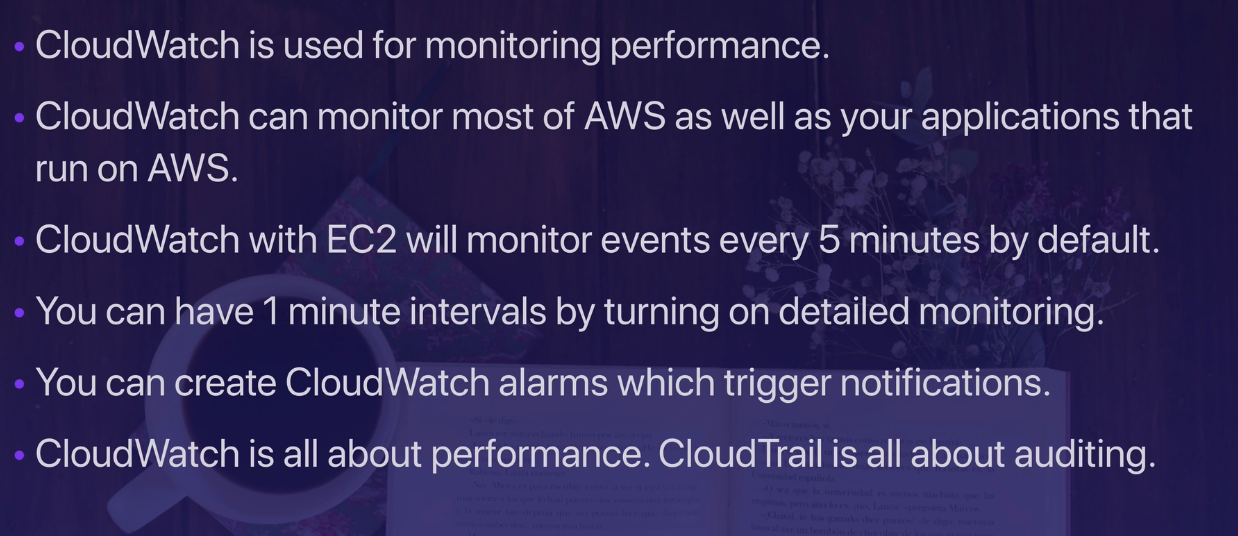 • CloudWatch is used for monitoring performance.
• CloudWatch can monitor most of AWS as well as your applications that
run on AWS.
• CloudWatch with EC2 will monitor events every 5 minutes by default.
• You can have 1 minute intervals by turning on detailed monitoring.
• You can create CloudWatch alarms which trigger notifications.
• CloudWatch is all about performance. CloudTrail is all about auditing.